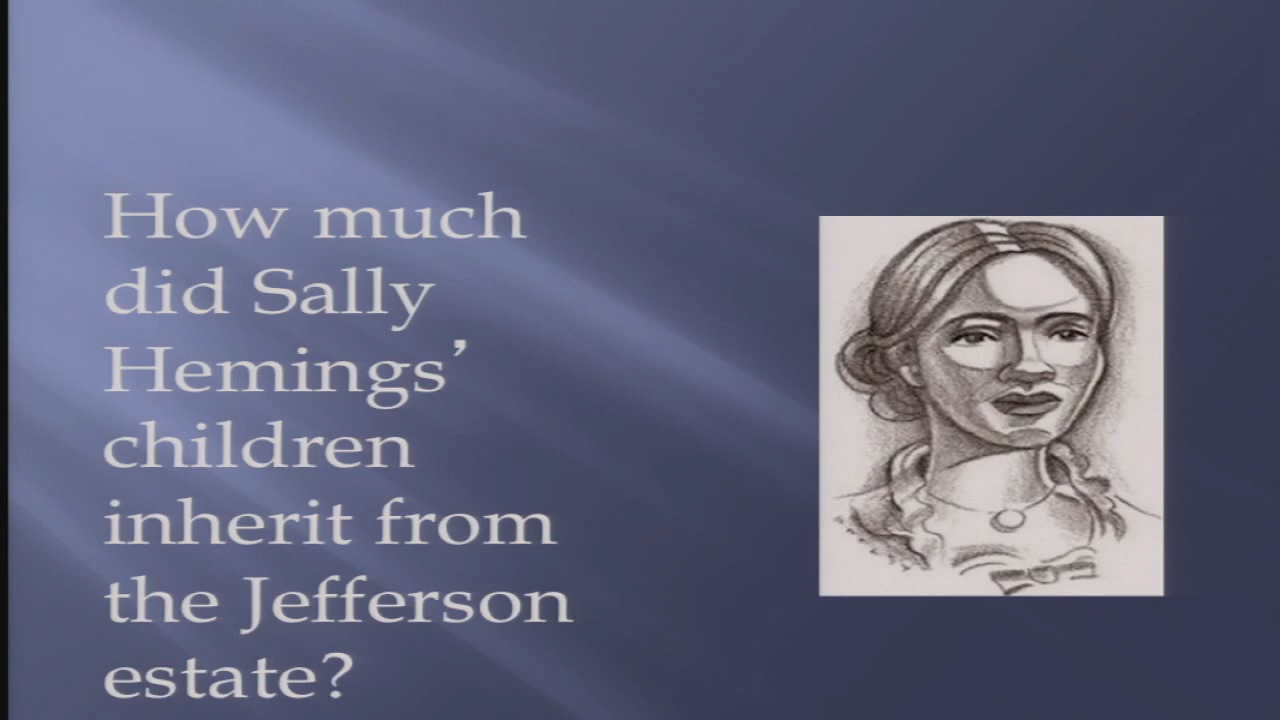 How much
did Sally
Hemings’
children
inherit from
the Jefferson
estate?